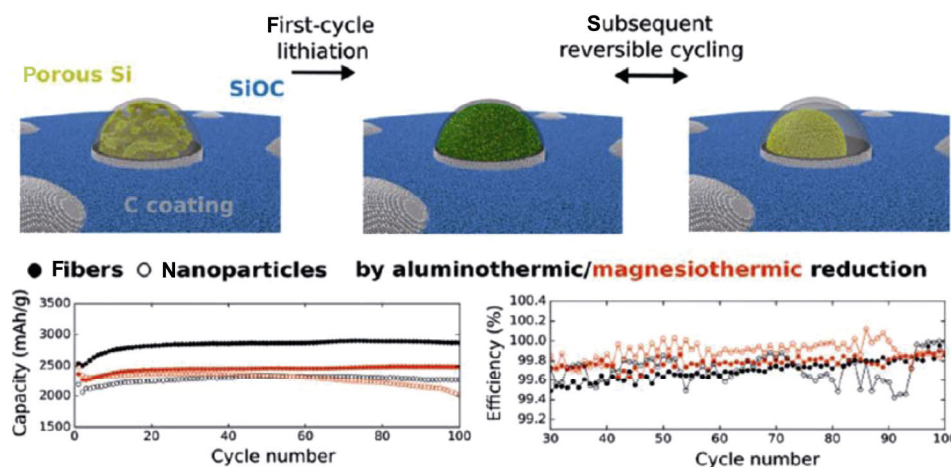 First-cycle
lithiation
Subsequent
reversible cycling
Porous Si
SiOC
C coating
● Fibers ○ Nanoparticles by aluminothermic/magnesiothermic reduction
Capacity (mAh/g)
3500
3000
2500
2000
1500
0 20 40 60 80 100
Cycle number
Efficiency (%)
100.4
100.2
100.0
99.8
99.6
99.4
99.2
30 40 50 60 70 80 90 100
Cycle number